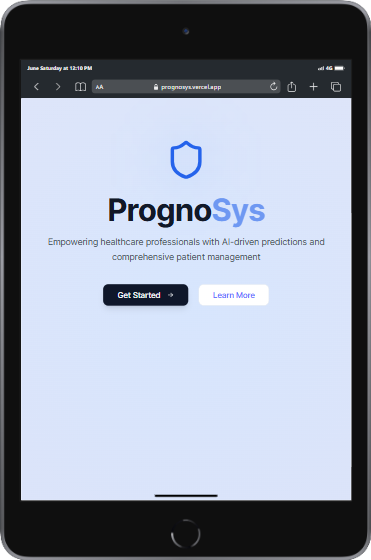 June Saturday at 12:18 PM
4G
AA
prognosys.vercel.app
PrognoSys
Empowering healthcare professionals with AI-driven predictions and
comprehensive patient management
Get Started →
Learn More